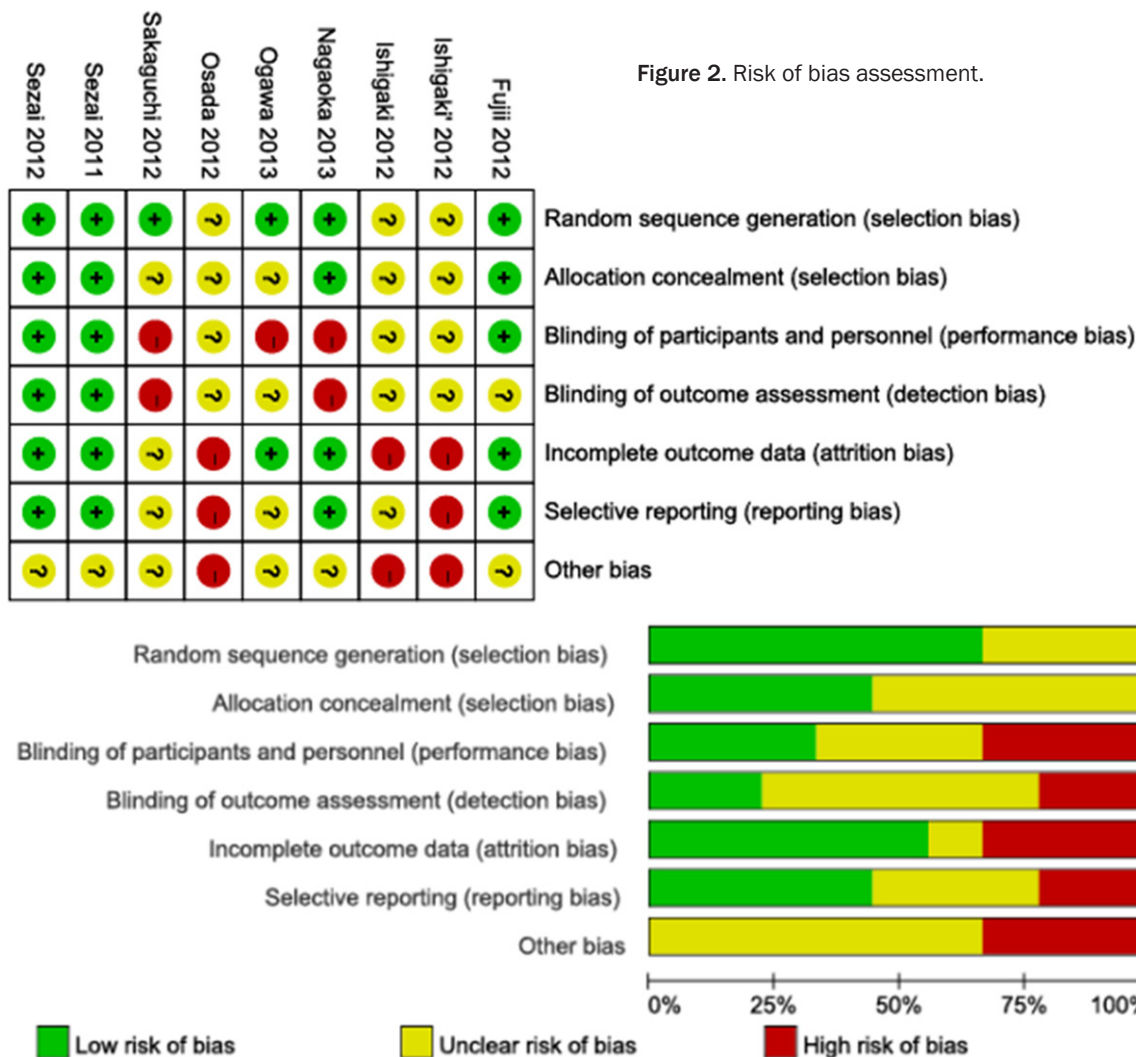 Sezai 2012
Sezai 2011
Sakaguchi 2012
Osada 2012
Ogawa 2013
Nagaoka 2013
Ishigaki 2012
Ishigaki' 2012
Fujii 2012
Figure 2. Risk of bias assessment.
+ + + ? + + ? ? + Random sequence generation (selection bias)
+ + ? ? ? + ? ? + Allocation concealment (selection bias)
+ + – ? – – ? ? + Blinding of participants and personnel (performance bias)
+ + – ? ? – ? ? ? Blinding of outcome assessment (detection bias)
+ + ? – + + – – + Incomplete outcome data (attrition bias)
+ + ? – ? + ? – + Selective reporting (reporting bias)
? ? ? – ? ? – – ? Other bias
Random sequence generation (selection bias)
Allocation concealment (selection bias)
Blinding of participants and personnel (performance bias)
Blinding of outcome assessment (detection bias)
Incomplete outcome data (attrition bias)
Selective reporting (reporting bias)
Other bias
0% 25% 50% 75% 100%
Low risk of bias Unclear risk of bias High risk of bias